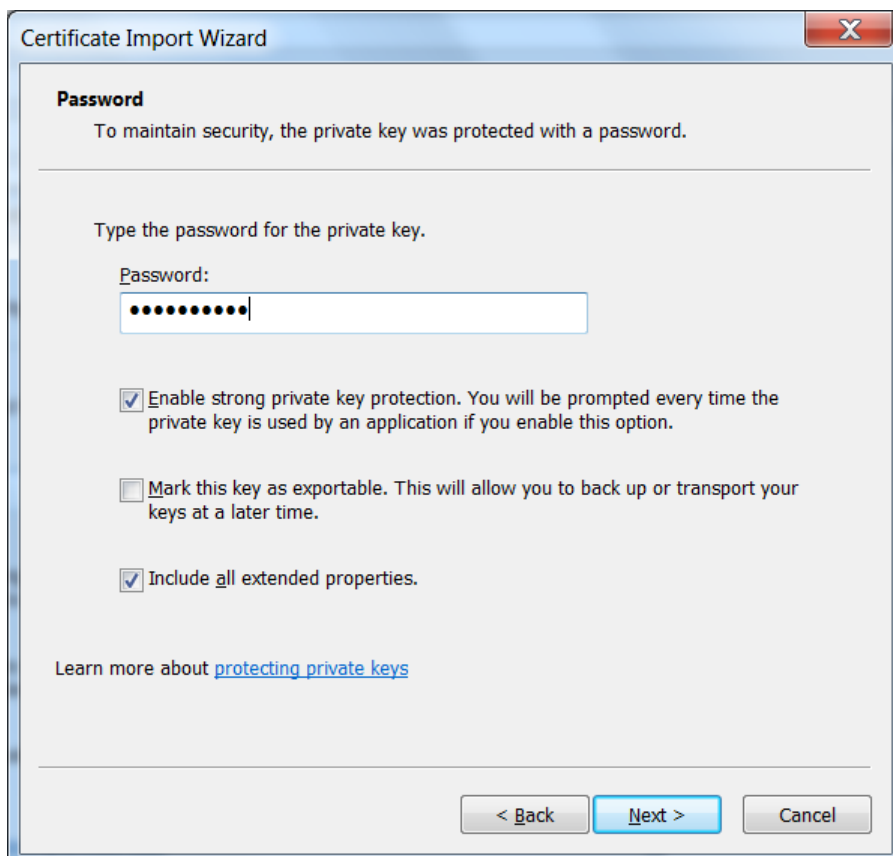 Certificate Import Wizard
Password
To maintain security, the private key was protected with a password.
Type the password for the private key.
Password:
••••••••••
Enable strong private key protection. You will be prompted every time the
private key is used by an application if you enable this option.
Mark this key as exportable. This will allow you to back up or transport your
keys at a later time.
Include all extended properties.
Learn more about protecting private keys
< Back
Next >
Cancel